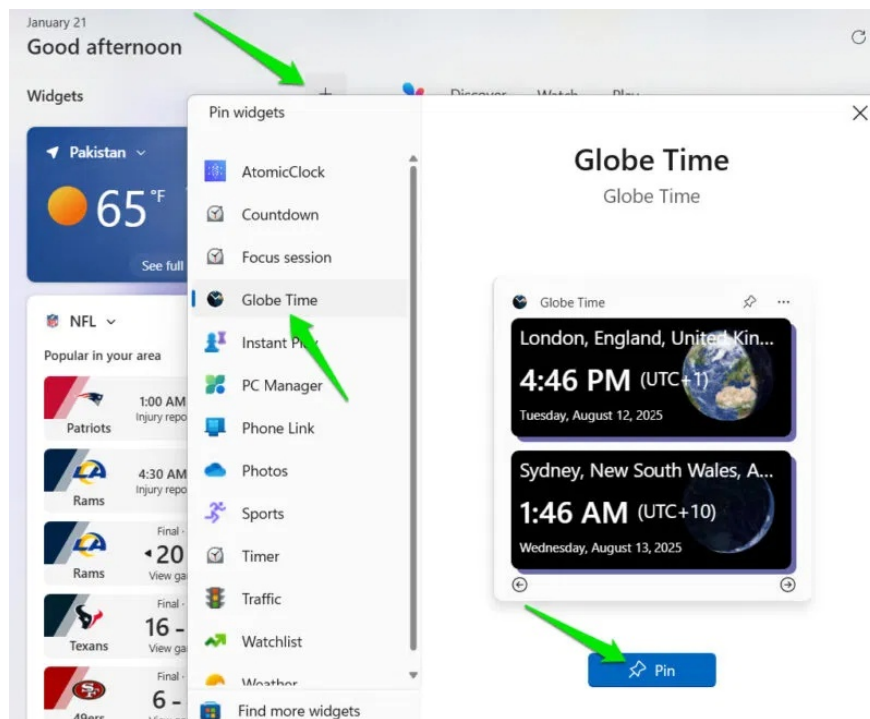 January 21
Good afternoon
Widgets
+
Discover Watch Play
Pakistan
65 °F
See full
NFL
Popular in your area
1:00 AM
Injury repo
Patriots
4:30 AM
Injury repo
Rams
Final ·
20
View ga
Rams
Final ·
16 -
View ga
Texans
Final ·
6 -
49ers
Pin widgets
AtomicClock
Countdown
Focus session
Globe Time
Instant Play
PC Manager
Phone Link
Photos
Sports
Timer
Traffic
Watchlist
Weather
Find more widgets
Globe Time
Globe Time
Globe Time
London, England, United Kin...
4:46 PM (UTC+1)
Tuesday, August 12, 2025
Sydney, New South Wales, A...
1:46 AM (UTC+10)
Wednesday, August 13, 2025
Pin